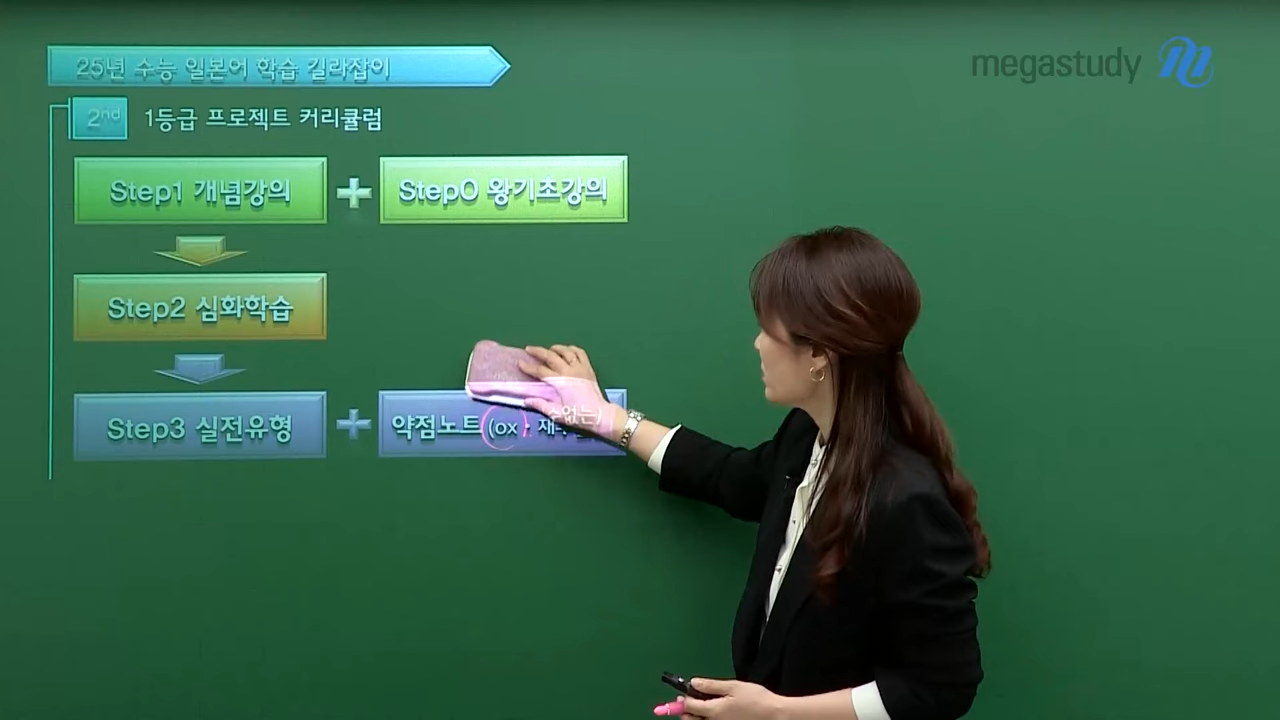 25년 수능 일본어 학습 길라잡이
megastudy
2nd 1등급 프로젝트 커리큘럼
Step1 개념강의 + Step0 왕기초강의
Step2 심화학습
Step3 실전유형 + 약점노트 (ox